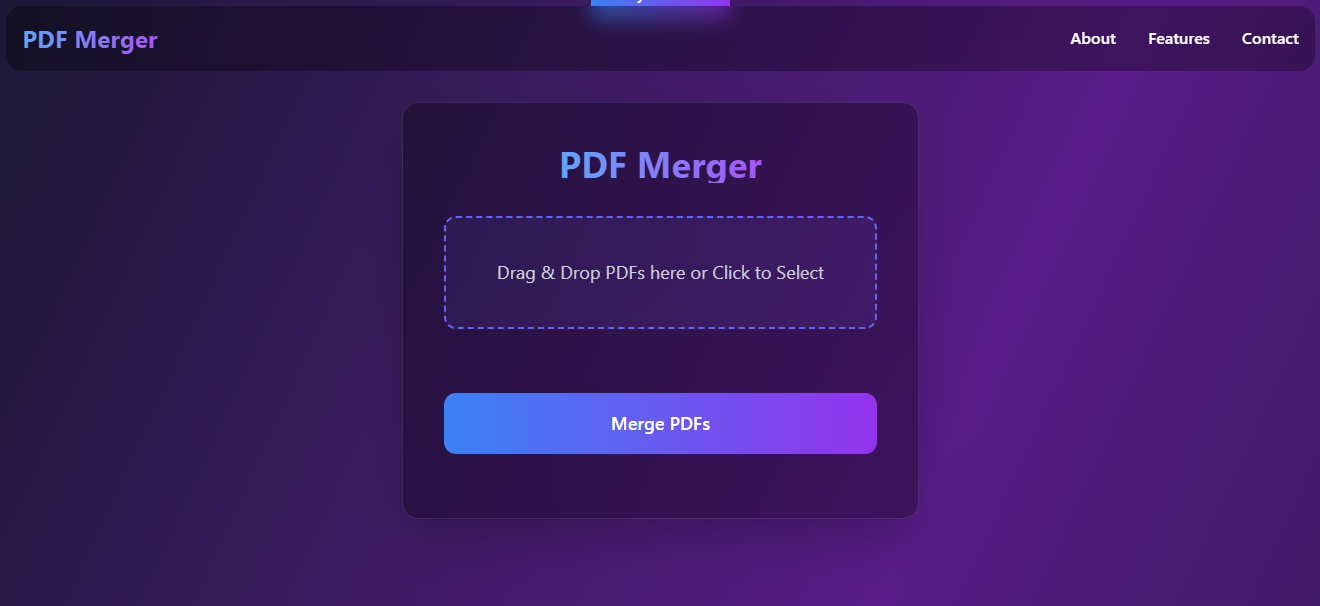 PDF Merger
About
Features
Contact
PDF Merger
Drag & Drop PDFs here or Click to Select
Merge PDFs